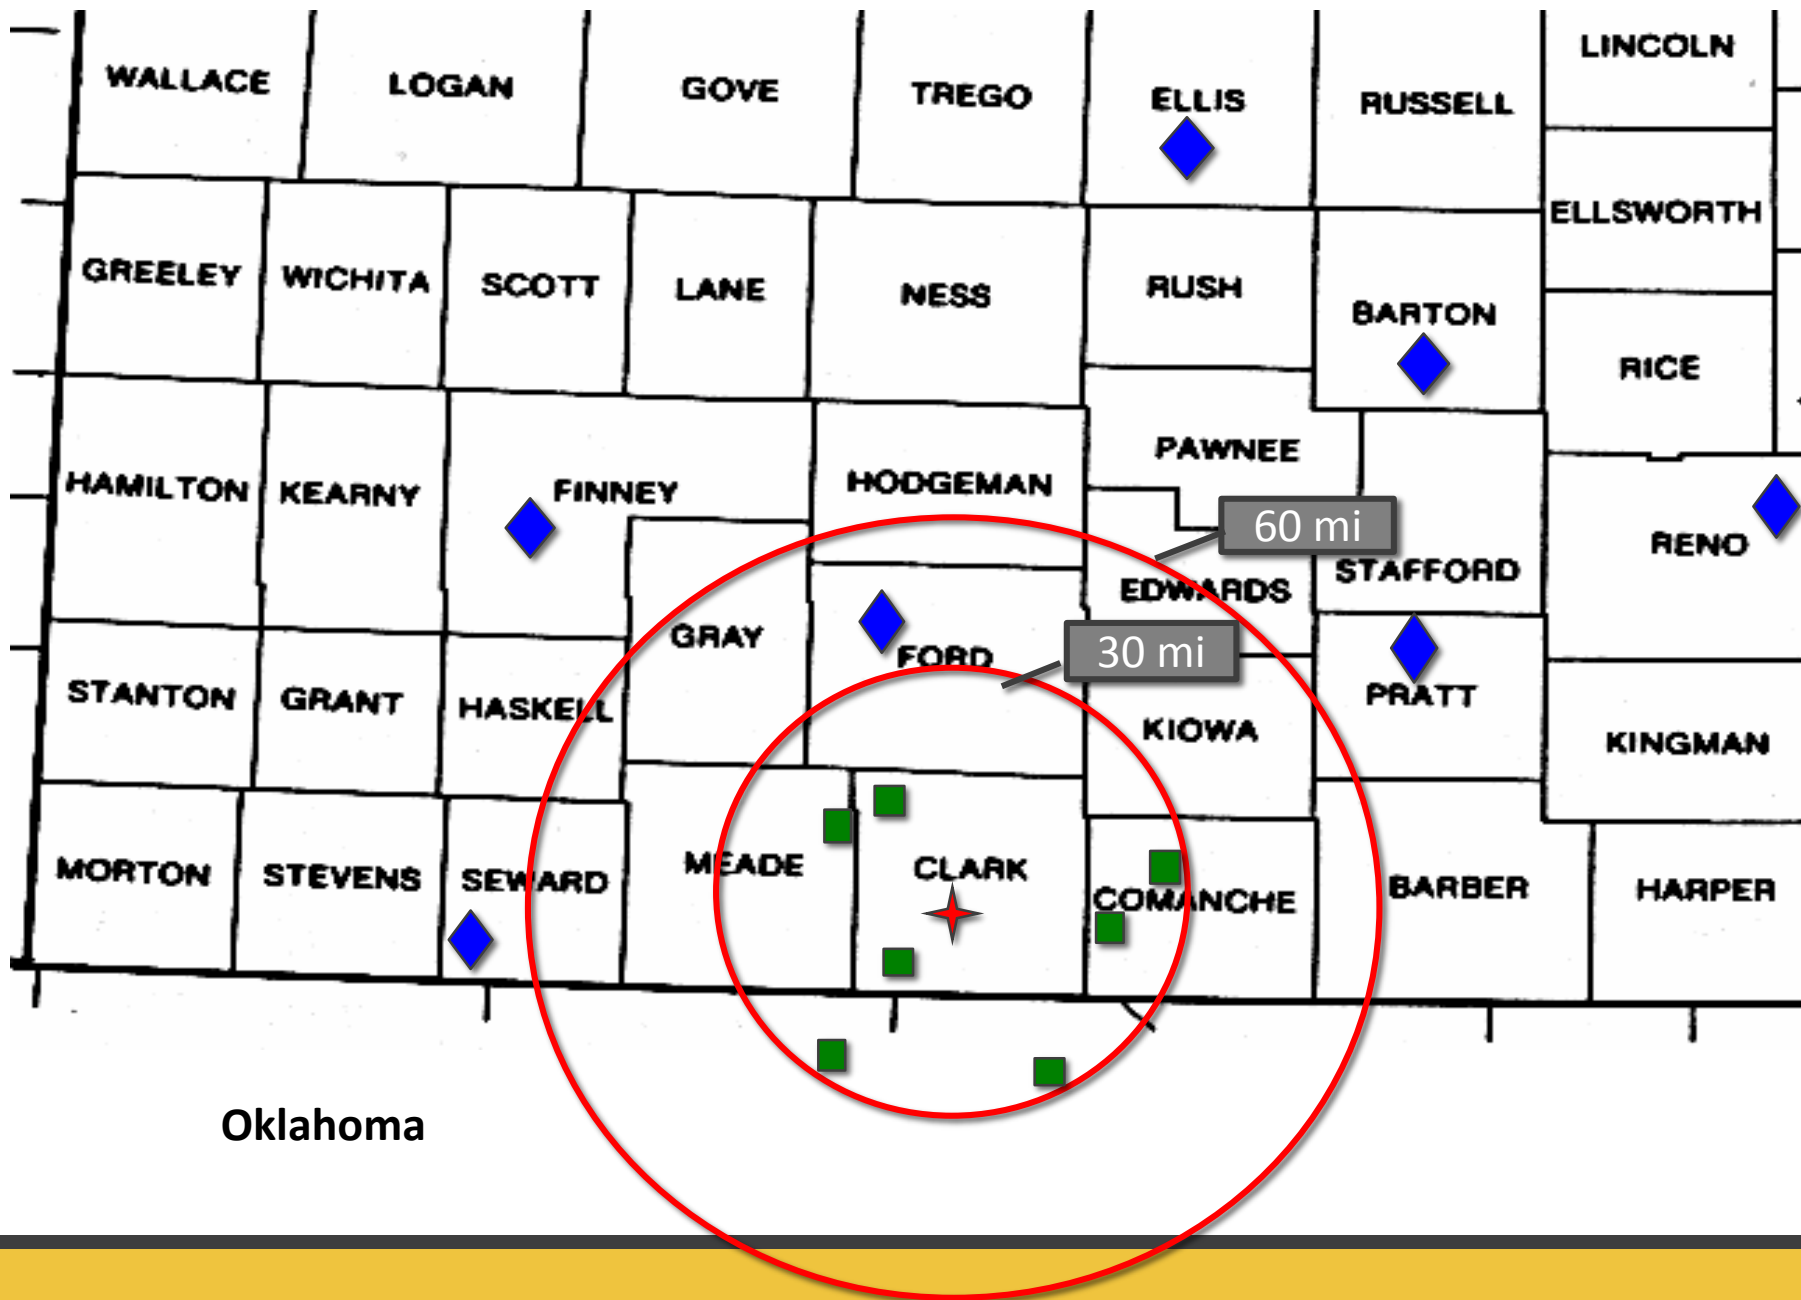 LINCOLN
WALLACE
LOGAN
GOVE
TREGO
ELLIS
RUSSELL
ELLSWORTH
GREELEY
WICHITA
SCOTT
LANE
NESS
RUSH
BARTON
RICE
HAMILTON
KEARNY
FINNEY
HODGEMAN
PAWNEE
60 mi
STAFFORD
RENO
EDWARDS
GRAY
FORD
30 mi
STANTON
GRANT
HASKELL
KIOWA
PRATT
KINGMAN
MORTON
STEVENS
SEWARD
MEADE
CLARK
COMANCHE
BARBER
HARPER
Oklahoma